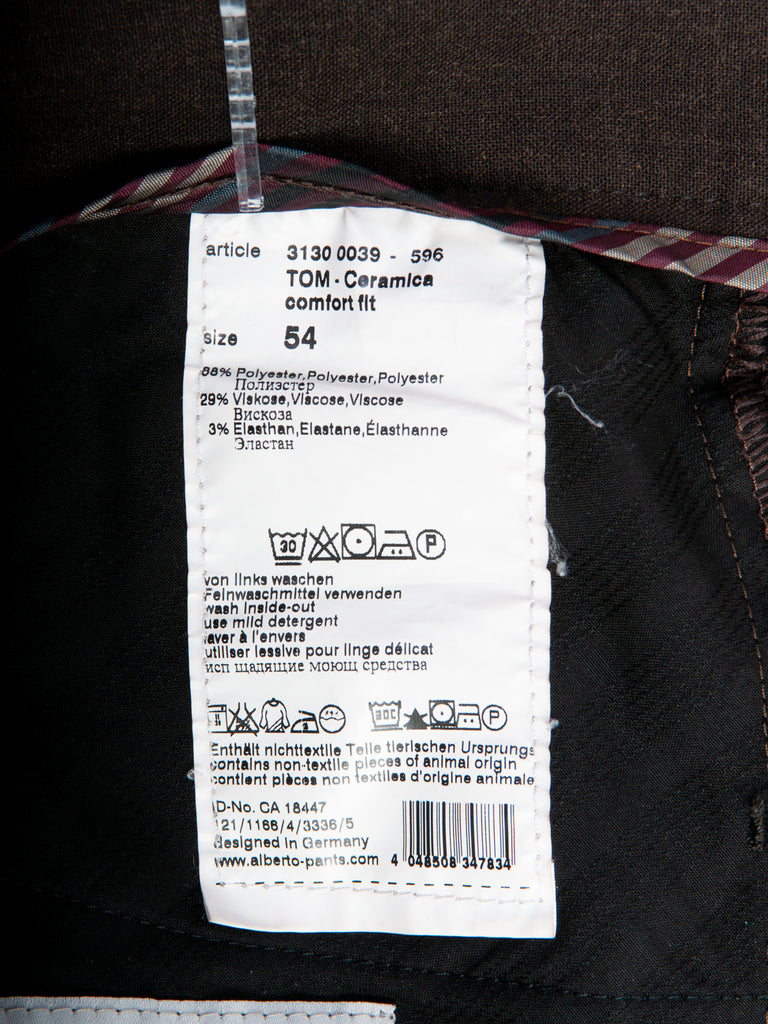 article 3130 0039 - 596
TOM - Ceramica
comfort fit
size 54
68% Polyester,Polyester,Polyester
Полиэстер
29% Viskose,Viscose,Viscose
Вискоза
3% Elasthan,Elastane,Élasthanne
Эластан
30 P
von links waschen
Feinwaschmittel verwenden
wash inside-out
use mild detergent
laver à l'envers
utiliser lessive pour linge délicat
исп щадящие моющ средства
30C P
Enthält nichttextile Teile tierischen Ursprungs
contains non-textile pieces of animal origin
contient pièces non textiles d'origine animale
ID-No. CA 18447
121/1168/4/3336/5
designed in Germany
www.alberto-pants.com 4 048508 347834